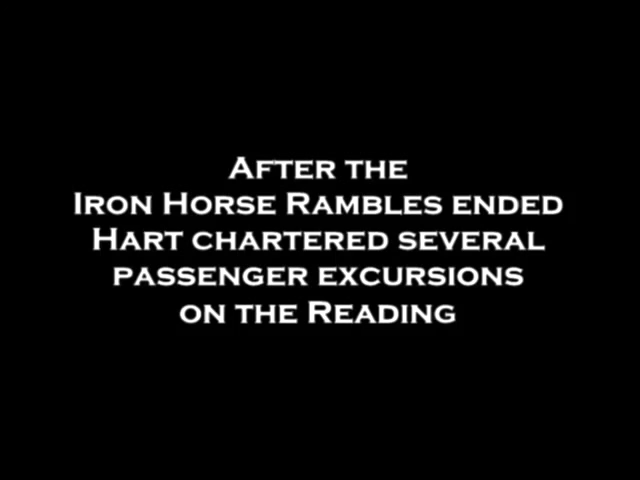 After the
Iron Horse Rambles ended
Hart chartered several
passenger excursions
on the Reading